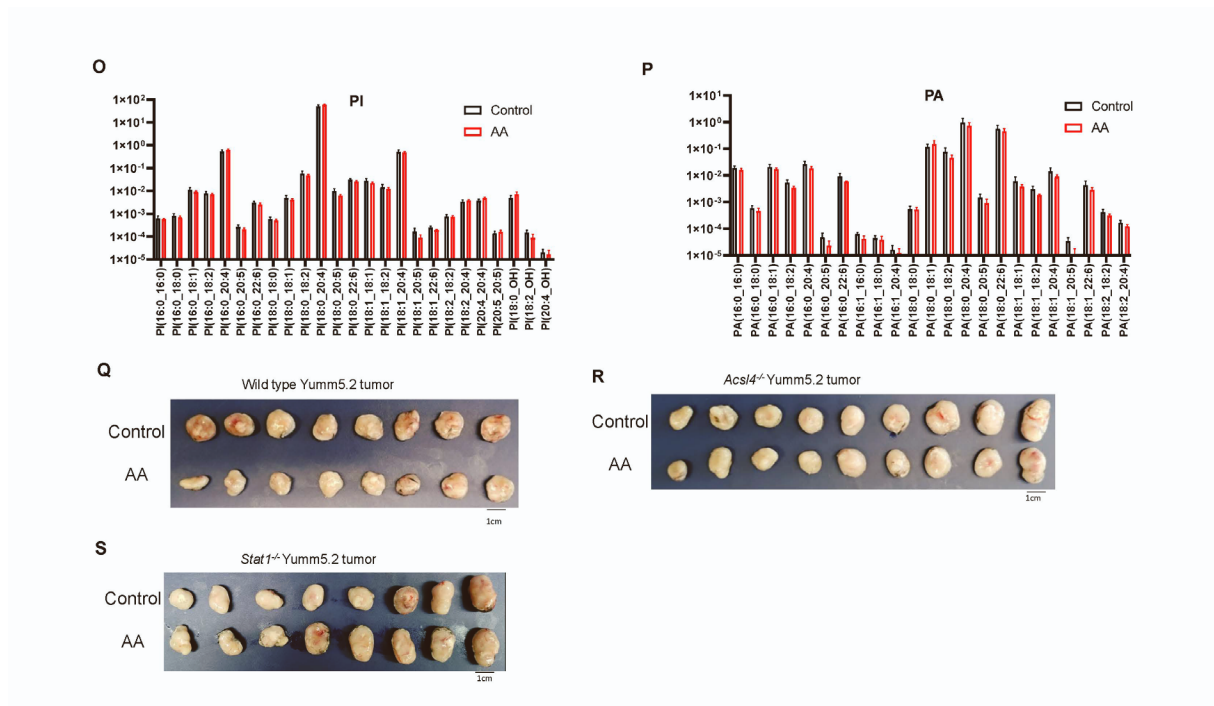 O
PI
Control
AA
1×10²
1×10¹
1×10⁰
1×10⁻¹
1×10⁻²
1×10⁻³
1×10⁻⁴
1×10⁻⁵
PI(16:0_16:0)
PI(16:0_18:0)
PI(16:0_18:1)
PI(16:0_18:2)
PI(16:0_20:4)
PI(16:0_20:5)
PI(16:0_22:6)
PI(18:0_18:0)
PI(18:0_18:1)
PI(18:0_18:2)
PI(18:0_20:4)
PI(18:0_20:5)
PI(18:0_22:6)
PI(18:1_18:1)
PI(18:1_18:2)
PI(18:1_20:4)
PI(18:1_20:5)
PI(18:1_22:6)
PI(18:2_18:2)
PI(18:2_20:4)
PI(20:4_20:4)
PI(20:5_20:5)
PI(18:0_OH)
PI(18:2_OH)
PI(20:4_OH)
P
PA
Control
AA
1×10¹
1×10⁰
1×10⁻¹
1×10⁻²
1×10⁻³
1×10⁻⁴
1×10⁻⁵
PA(16:0_16:0)
PA(16:0_18:0)
PA(16:0_18:1)
PA(16:0_18:2)
PA(16:0_20:4)
PA(16:0_20:5)
PA(16:0_22:6)
PA(16:1_16:0)
PA(16:1_18:0)
PA(16:1_20:4)
PA(18:0_18:0)
PA(18:0_18:1)
PA(18:0_18:2)
PA(18:0_20:4)
PA(18:0_20:5)
PA(18:0_22:6)
PA(18:1_18:1)
PA(18:1_18:2)
PA(18:1_20:4)
PA(18:1_20:5)
PA(18:1_22:6)
PA(18:2_18:2)
PA(18:2_20:4)
Q
Wild type Yumm5.2 tumor
Control
AA
1cm
R
Acsl4-/- Yumm5.2 tumor
Control
AA
1cm
S
Stat1-/- Yumm5.2 tumor
Control
AA
1cm